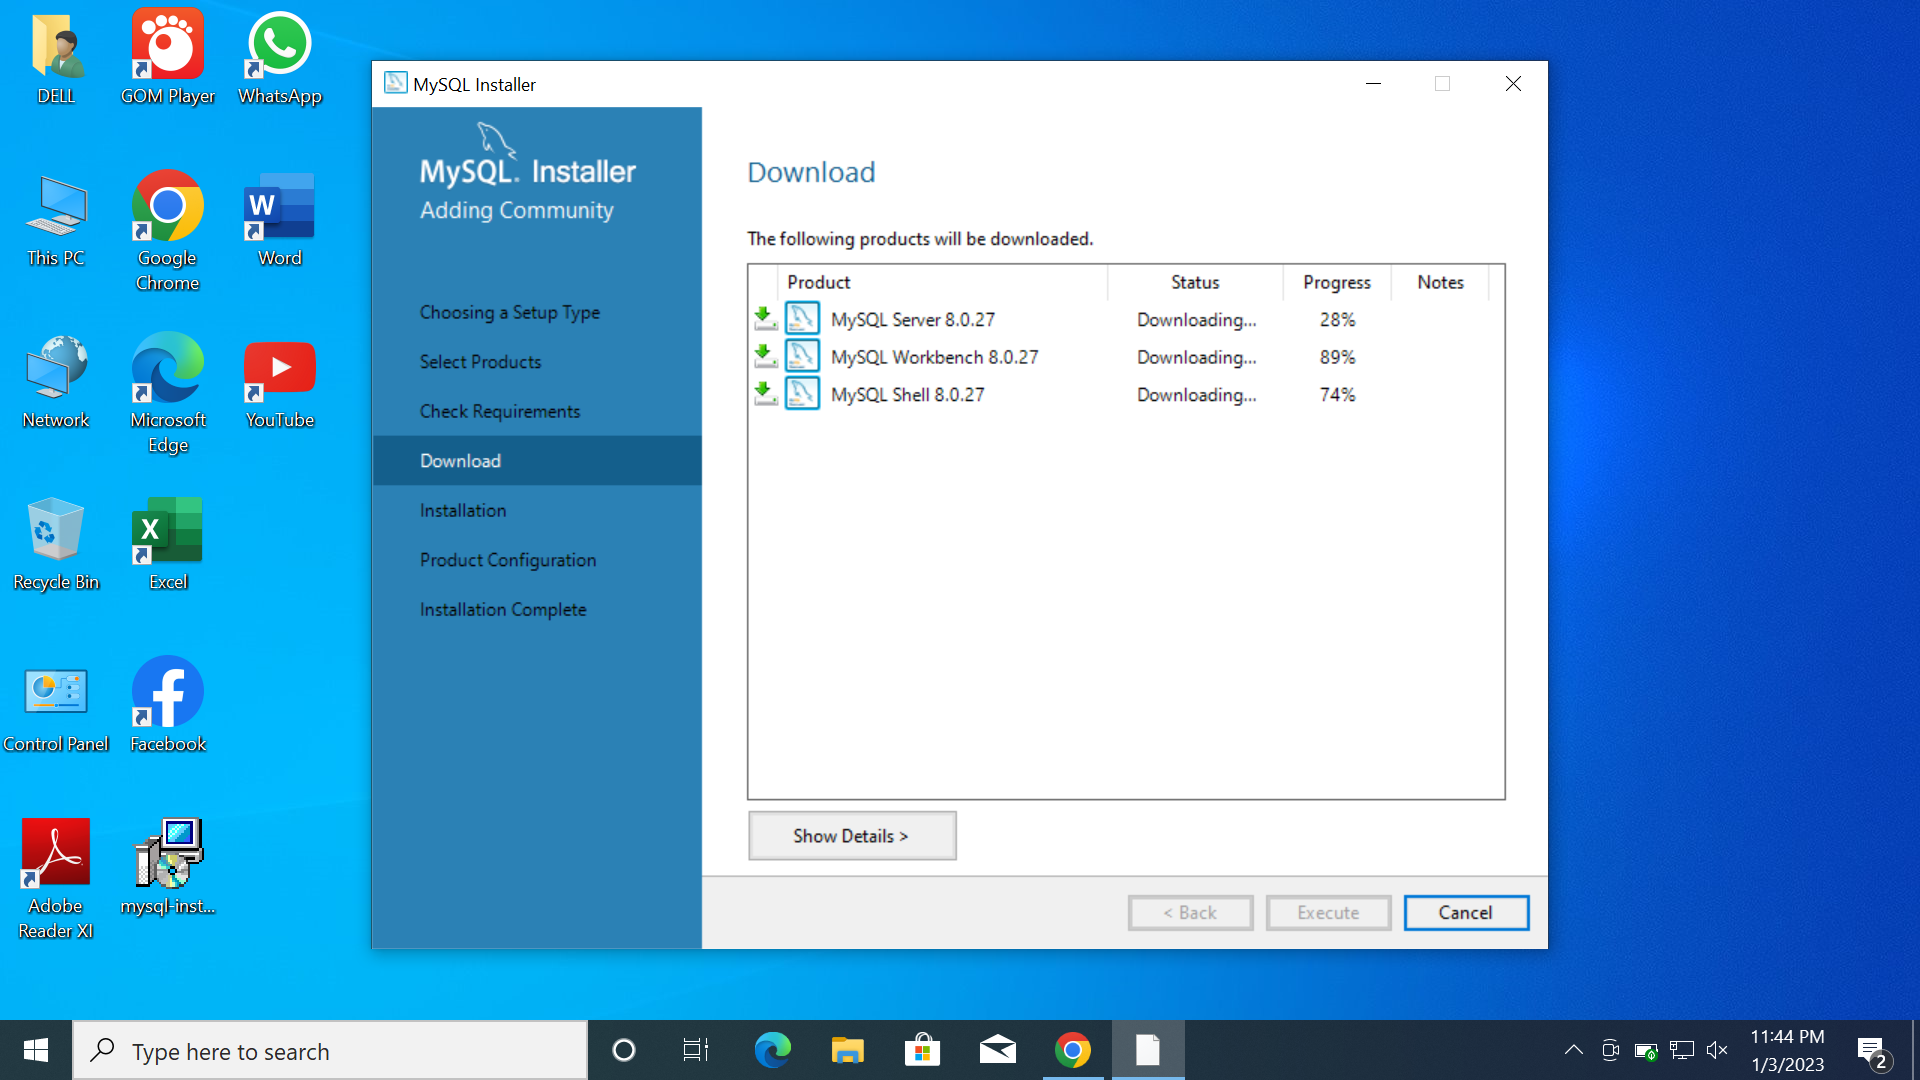 DELL
GOM Player
WhatsApp
This PC
Google
Chrome
Word
Network
Microsoft
Edge
YouTube
Recycle Bin
Excel
Control Panel
Facebook
Adobe
Reader XI
mysql-inst...
MySQL Installer
MySQL. Installer
Adding Community
Choosing a Setup Type
Select Products
Check Requirements
Download
Installation
Product Configuration
Installation Complete
Download
The following products will be downloaded.
Product Status Progress Notes
MySQL Server 8.0.27 Downloading... 28%
MySQL Workbench 8.0.27 Downloading... 89%
MySQL Shell 8.0.27 Downloading... 74%
Show Details >
< Back Execute Cancel
Type here to search
11:44 PM
1/3/2023
2